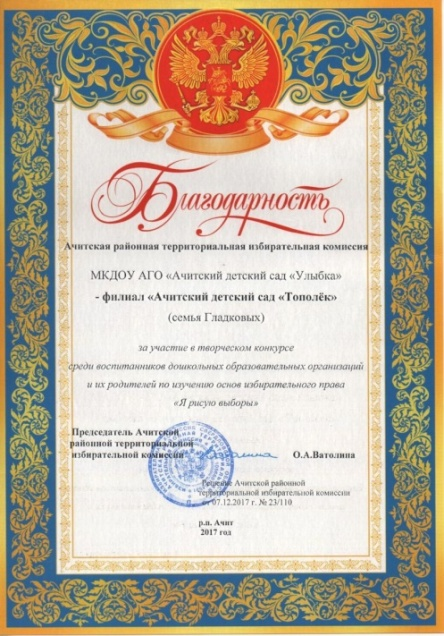 Благодарность
Ачитская районная территориальная избирательная комиссия
МКДОУ АГО «Ачитский детский сад «Улыбка»
- филиал «Ачитский детский сад «Тополёк»
(семья Гладковых)
за участие в творческом конкурсе
среди воспитанников дошкольных образовательных организаций
и их родителей по изучению основ избирательного права
«Я рисую выборы»
Председатель Ачитской
районной территориальной
избирательной комиссии
О.А.Ватолина
Решение Ачитской районной
территориальной избирательной комиссии
от 07.12.2017 г. № 23/110
р.п. Ачит
2017 год